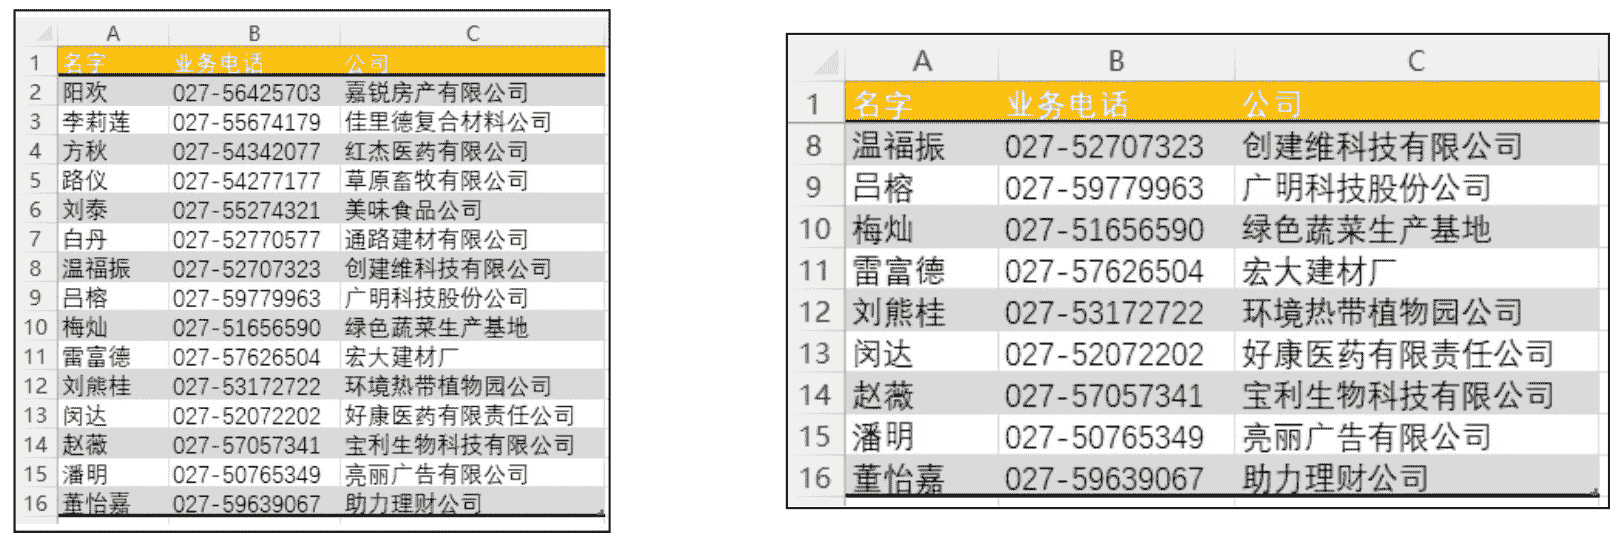 A B C
1 名字 业务电话 公司
2 阳欢 027-56425703 嘉锐房产有限公司
3 李莉莲 027-55674179 佳里德复合材料公司
4 方秋 027-54342077 红杰医药有限公司
5 路仪 027-54277177 草原畜牧有限公司
6 刘泰 027-55274321 美味食品公司
7 白丹 027-52770577 通路建材有限公司
8 温福振 027-52707323 创建维科技有限公司
9 吕榕 027-59779963 广明科技股份公司
10 梅灿 027-51656590 绿色蔬菜生产基地
11 雷富德 027-57626504 宏大建材厂
12 刘熊桂 027-53172722 环境热带植物园公司
13 闵达 027-52072202 好康医药有限责任公司
14 赵薇 027-57057341 宝利生物科技有限公司
15 潘明 027-50765349 亮丽广告有限公司
16 董怡嘉 027-59639067 助力理财公司
A B C
1 名字 业务电话 公司
8 温福振 027-52707323 创建维科技有限公司
9 吕榕 027-59779963 广明科技股份公司
10 梅灿 027-51656590 绿色蔬菜生产基地
11 雷富德 027-57626504 宏大建材厂
12 刘熊桂 027-53172722 环境热带植物园公司
13 闵达 027-52072202 好康医药有限责任公司
14 赵薇 027-57057341 宝利生物科技有限公司
15 潘明 027-50765349 亮丽广告有限公司
16 董怡嘉 027-59639067 助力理财公司